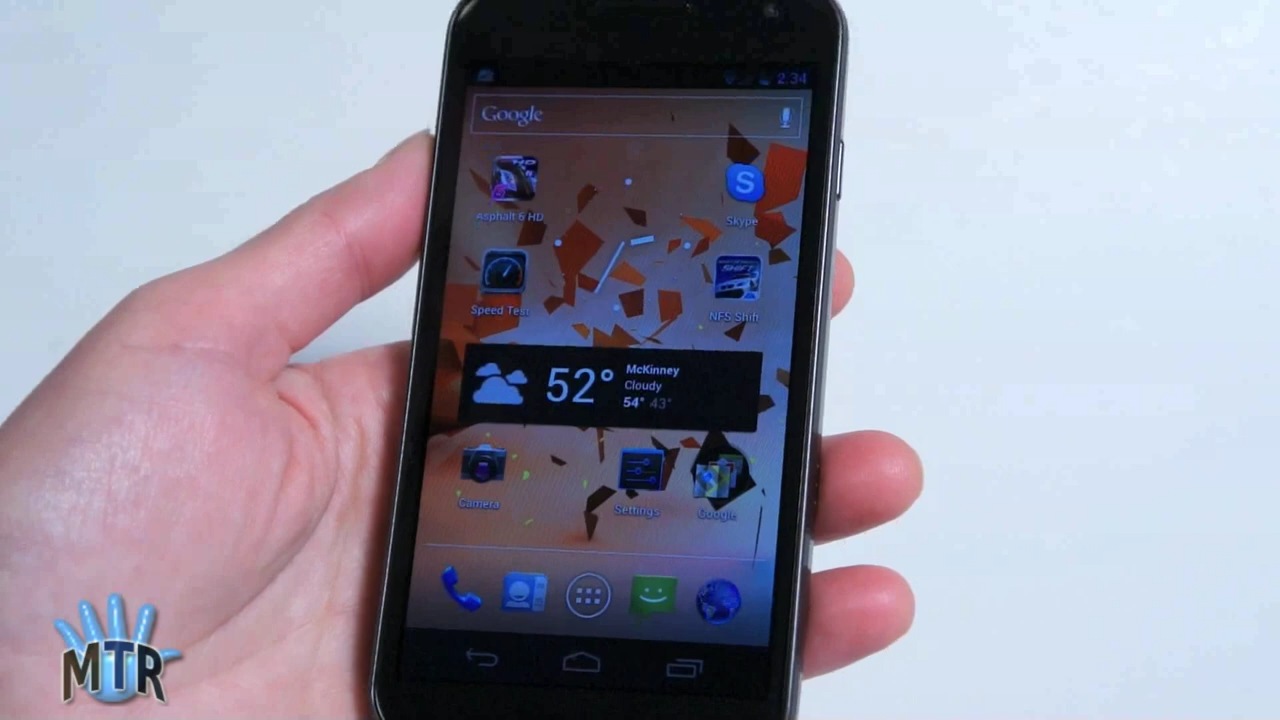 2:34
Google
Asphalt 6 HD
Skype
Speed Test
SHIFT
NFS Shift
52°
McKinney
Cloudy
54° 43°
Camera
Settings
Google
MTR